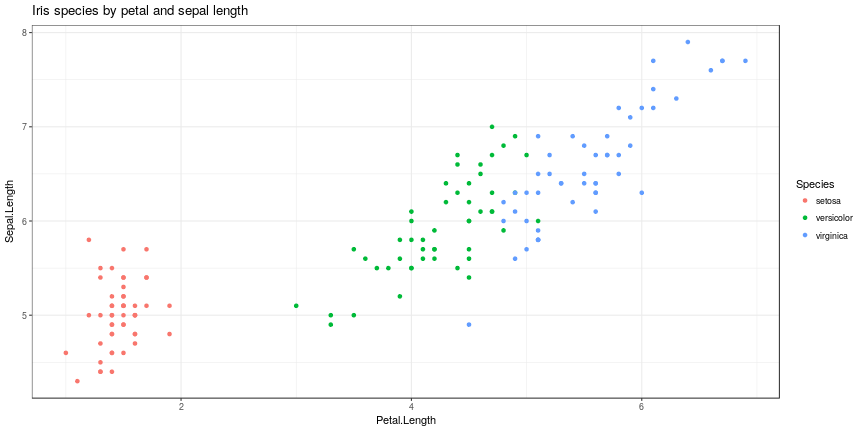 Iris species by petal and sepal length
8
7
6
5
Sepal.Length
2
4
6
Petal.Length
Species
setosa
versicolor
virginica